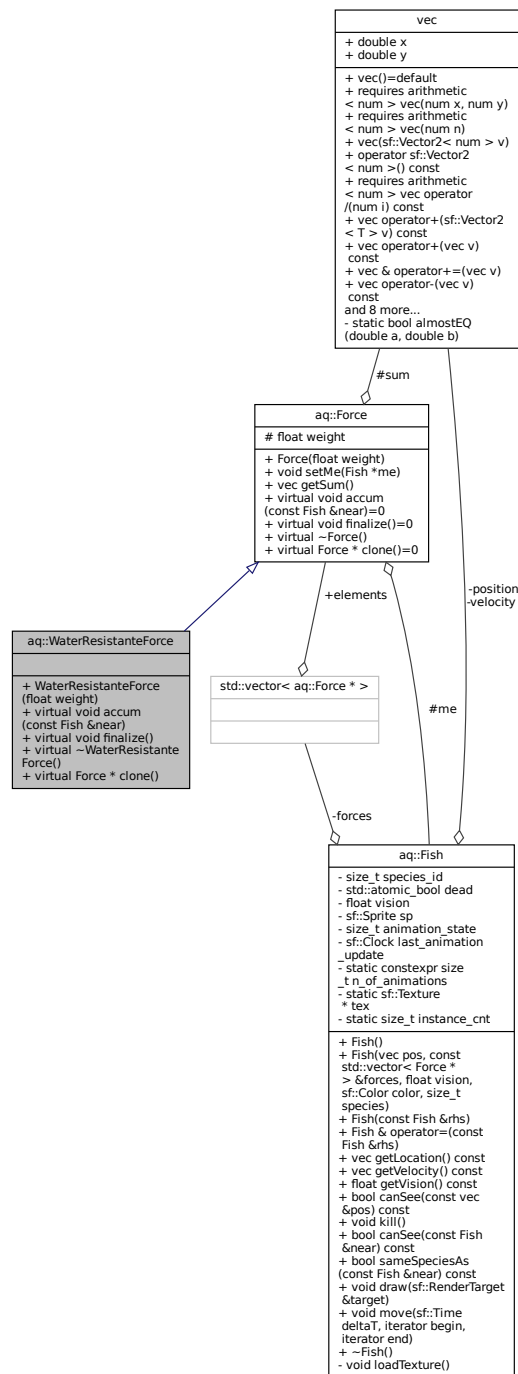 vec
+ double x
+ double y
+ vec()=default
+ requires arithmetic
< num > vec(num x, num y)
+ requires arithmetic
< num > vec(num n)
+ vec(sf::Vector2< num > v)
+ operator sf::Vector2
< num >() const
+ requires arithmetic
< num > vec operator
/(num i) const
+ vec operator+(sf::Vector2
< T > v) const
+ vec operator+(vec v)
const
+ vec & operator+=(vec v)
+ vec operator-(vec v)
const
and 8 more...
- static bool almostEQ
(double a, double b)
#sum
aq::Force
# float weight
+ Force(float weight)
+ void setMe(Fish *me)
+ vec getSum()
+ virtual void accum
(const Fish &near)=0
+ virtual void finalize()=0
+ virtual ~Force()
+ virtual Force * clone()=0
+elements
-position
-velocity
aq::WaterResistanteForce
+ WaterResistanteForce
(float weight)
+ virtual void accum
(const Fish &near)
+ virtual void finalize()
+ virtual ~WaterResistante
Force()
+ virtual Force * clone()
std::vector< aq::Force * >
#me
-forces
aq::Fish
- size_t species_id
- std::atomic_bool dead
- float vision
- sf::Sprite sp
- size_t animation_state
- sf::Clock last_animation
_update
- static constexpr size
_t n_of_animations
- static sf::Texture
* tex
- static size_t instance_cnt
+ Fish()
+ Fish(vec pos, const
std::vector< Force *
> &forces, float vision,
sf::Color color, size_t
species)
+ Fish(const Fish &rhs)
+ Fish & operator=(const
Fish &rhs)
+ vec getLocation() const
+ vec getVelocity() const
+ float getVision() const
+ bool canSee(const vec
&pos) const
+ void kill()
+ bool canSee(const Fish
&near) const
+ bool sameSpeciesAs
(const Fish &near) const
+ void draw(sf::RenderTarget
&target)
+ void move(sf::Time
deltaT, iterator begin,
iterator end)
+ ~Fish()
- void loadTexture()